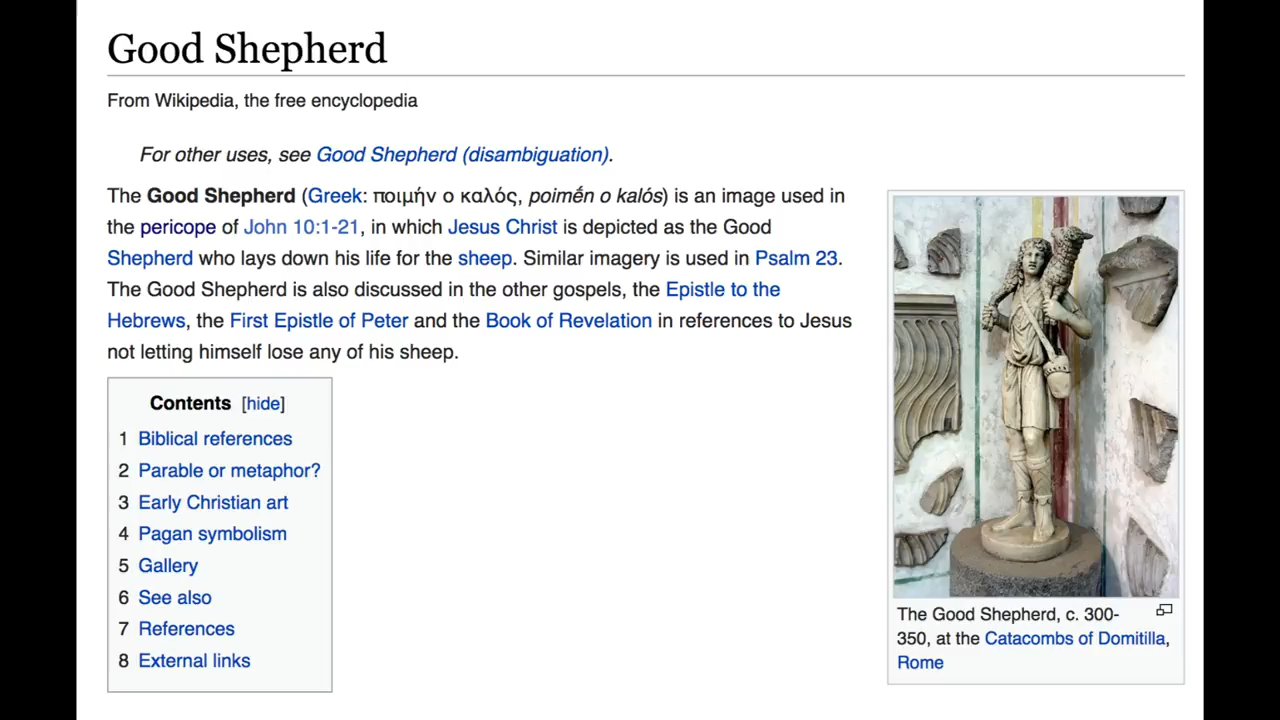 Good Shepherd
From Wikipedia, the free encyclopedia
For other uses, see Good Shepherd (disambiguation).
The Good Shepherd (Greek: ποιμήν ο καλός, poimḗn o kalós) is an image used in
the pericope of John 10:1-21, in which Jesus Christ is depicted as the Good
Shepherd who lays down his life for the sheep. Similar imagery is used in Psalm 23.
The Good Shepherd is also discussed in the other gospels, the Epistle to the
Hebrews, the First Epistle of Peter and the Book of Revelation in references to Jesus
not letting himself lose any of his sheep.
Contents [hide]
1 Biblical references
2 Parable or metaphor?
3 Early Christian art
4 Pagan symbolism
5 Gallery
6 See also
7 References
8 External links
The Good Shepherd, c. 300-
350, at the Catacombs of Domitilla,
Rome